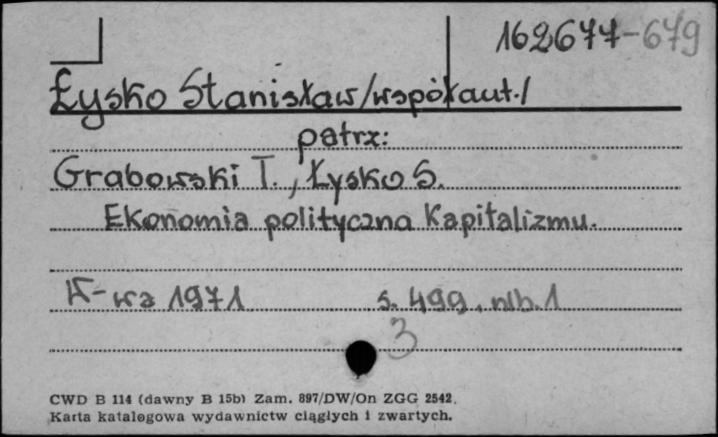 162677-679
Łysko Stanisław/współaut./
patrz:
Grabowski T., Łysko S.
Ekonomia polityczna Kapitalizmu.
W-wa 1971 s. 499, nlb. 1
3
CWD B 114 (dawny B 15b) Zam. 897/DW/On ZGG 2542.
Karta katalogowa wydawnictw ciągłych i zwartych.